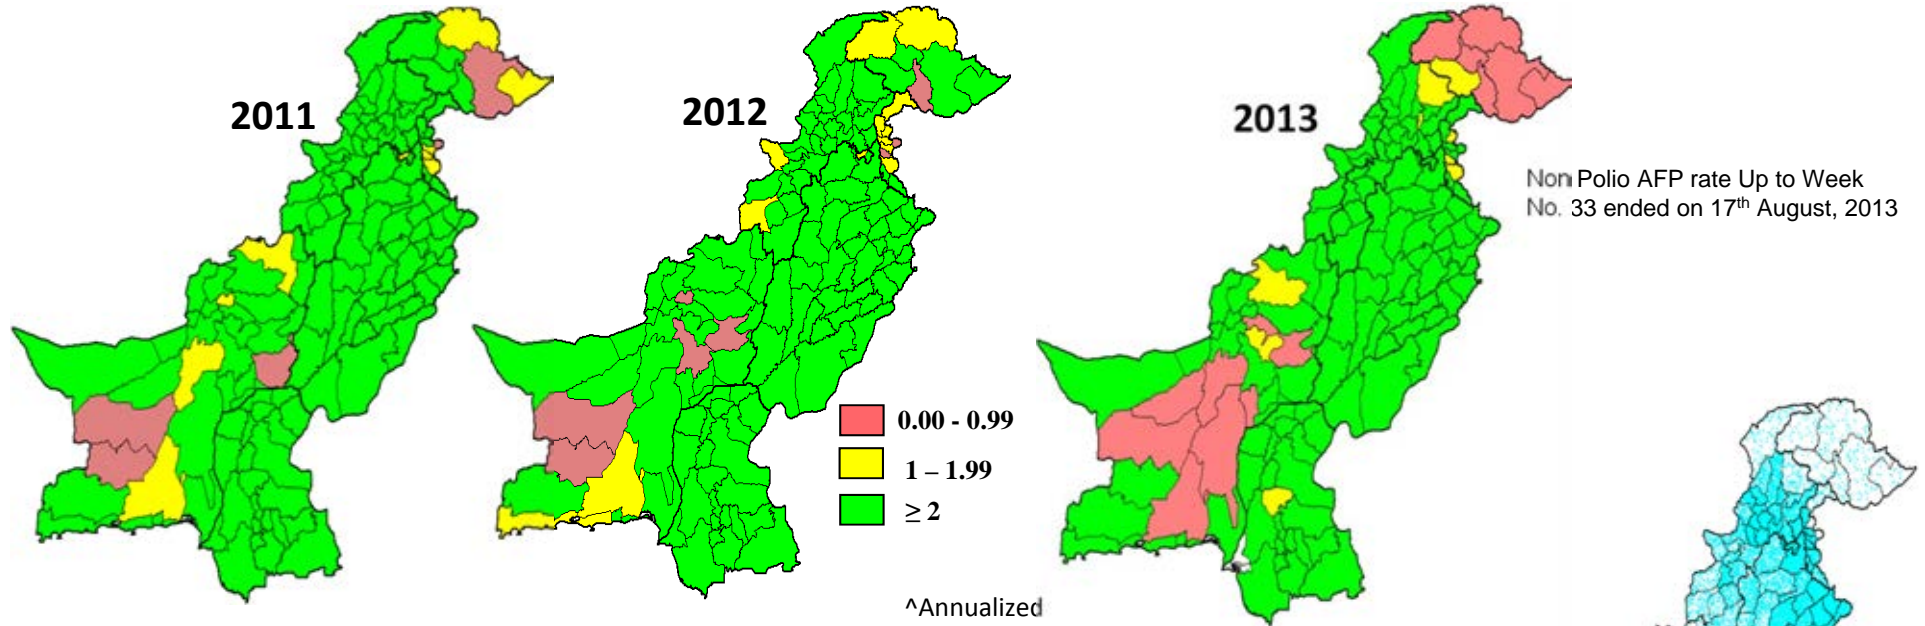 2011
2012
2013
Non Polio AFP rate Up to Week
No. 33 ended on 17th August, 2013
0.00 - 0.99
1 – 1.99
≥ 2
^Annualized